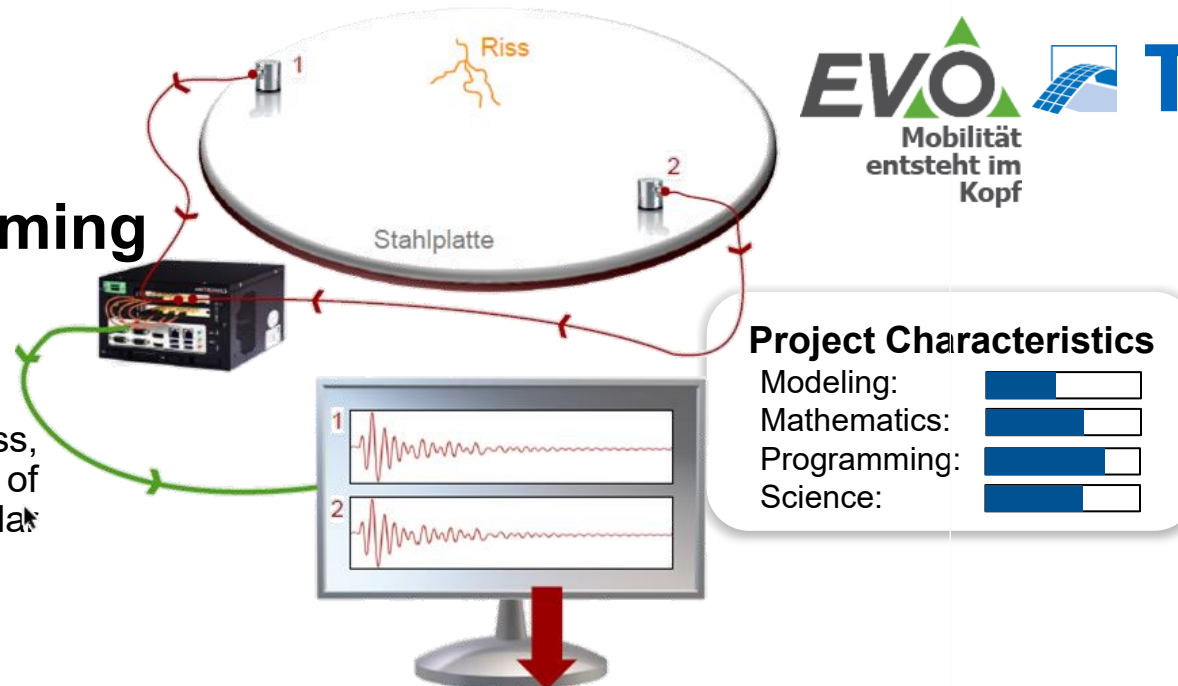 1
Riss
EVO
T
Mobilität
entsteht im
Kopf
2
ming
Stahlplatte
Project Characteristics
Modeling:
Mathematics:
Programming:
Science:
ss,
of
lar
1
2